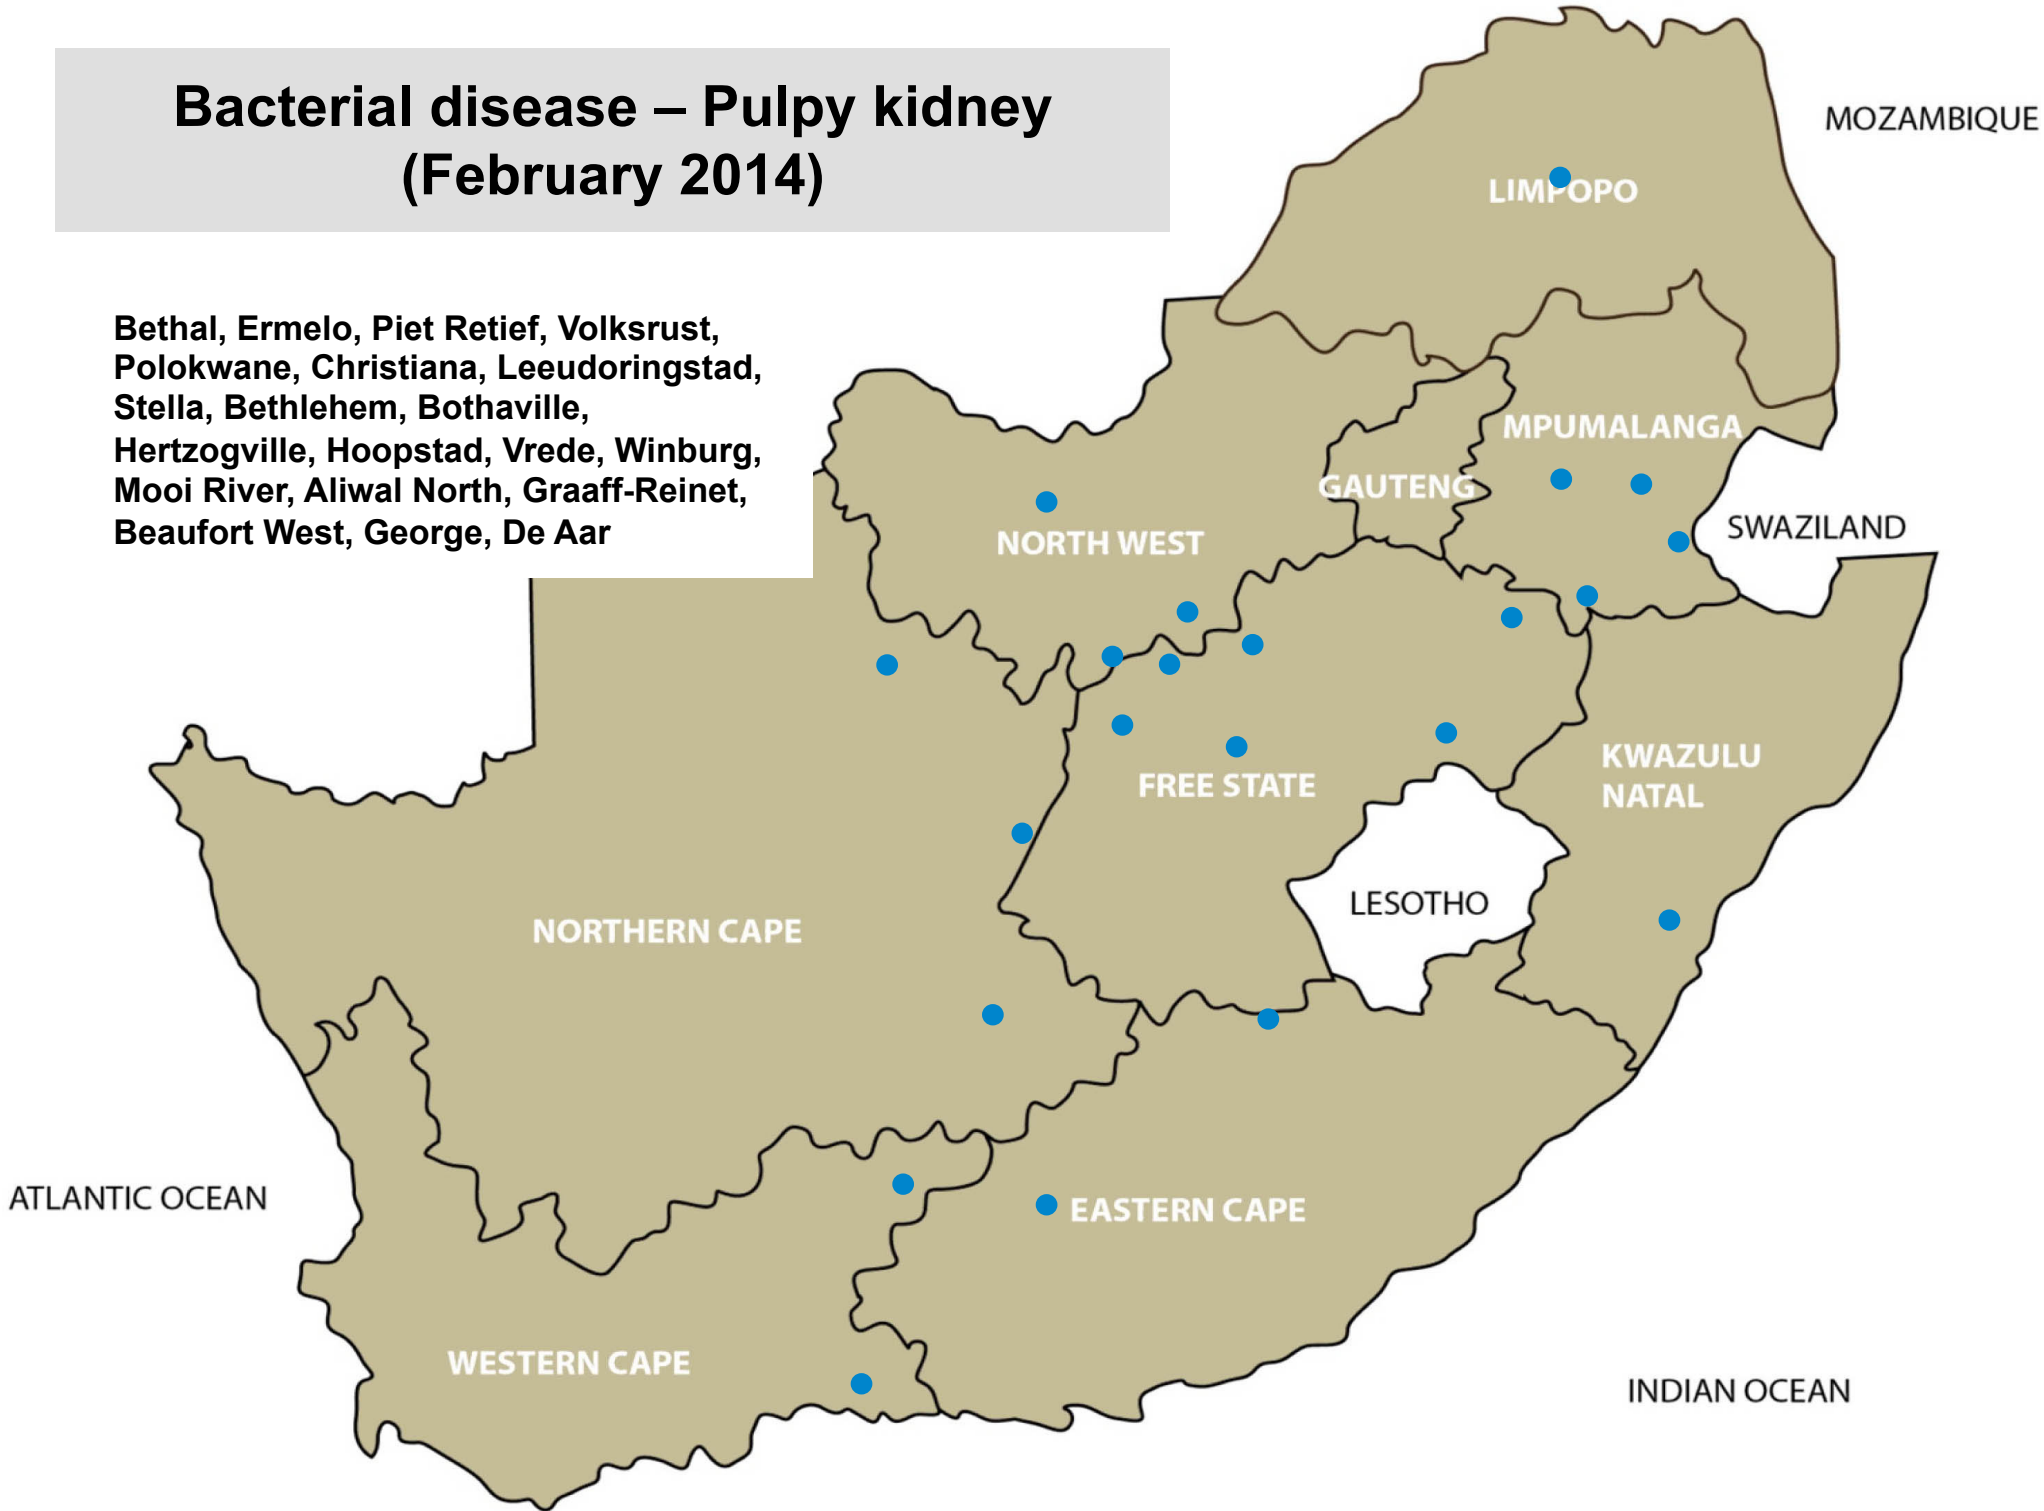 Bacterial disease – Pulpy kidney
(February 2014)
Bethal, Ermelo, Piet Retief, Volksrust,
Polokwane, Christiana, Leeudoringstad,
Stella, Bethlehem, Bothaville,
Hertzogville, Hoopstad, Vrede, Winburg,
Mooi River, Aliwal North, Graaff-Reinet,
Beaufort West, George, De Aar
MOZAMBIQUE
LIMPOPO
MPUMALANGA
GAUTENG
SWAZILAND
NORTH WEST
KWAZULU
NATAL
FREE STATE
LESOTHO
NORTHERN CAPE
ATLANTIC OCEAN
EASTERN CAPE
WESTERN CAPE
INDIAN OCEAN